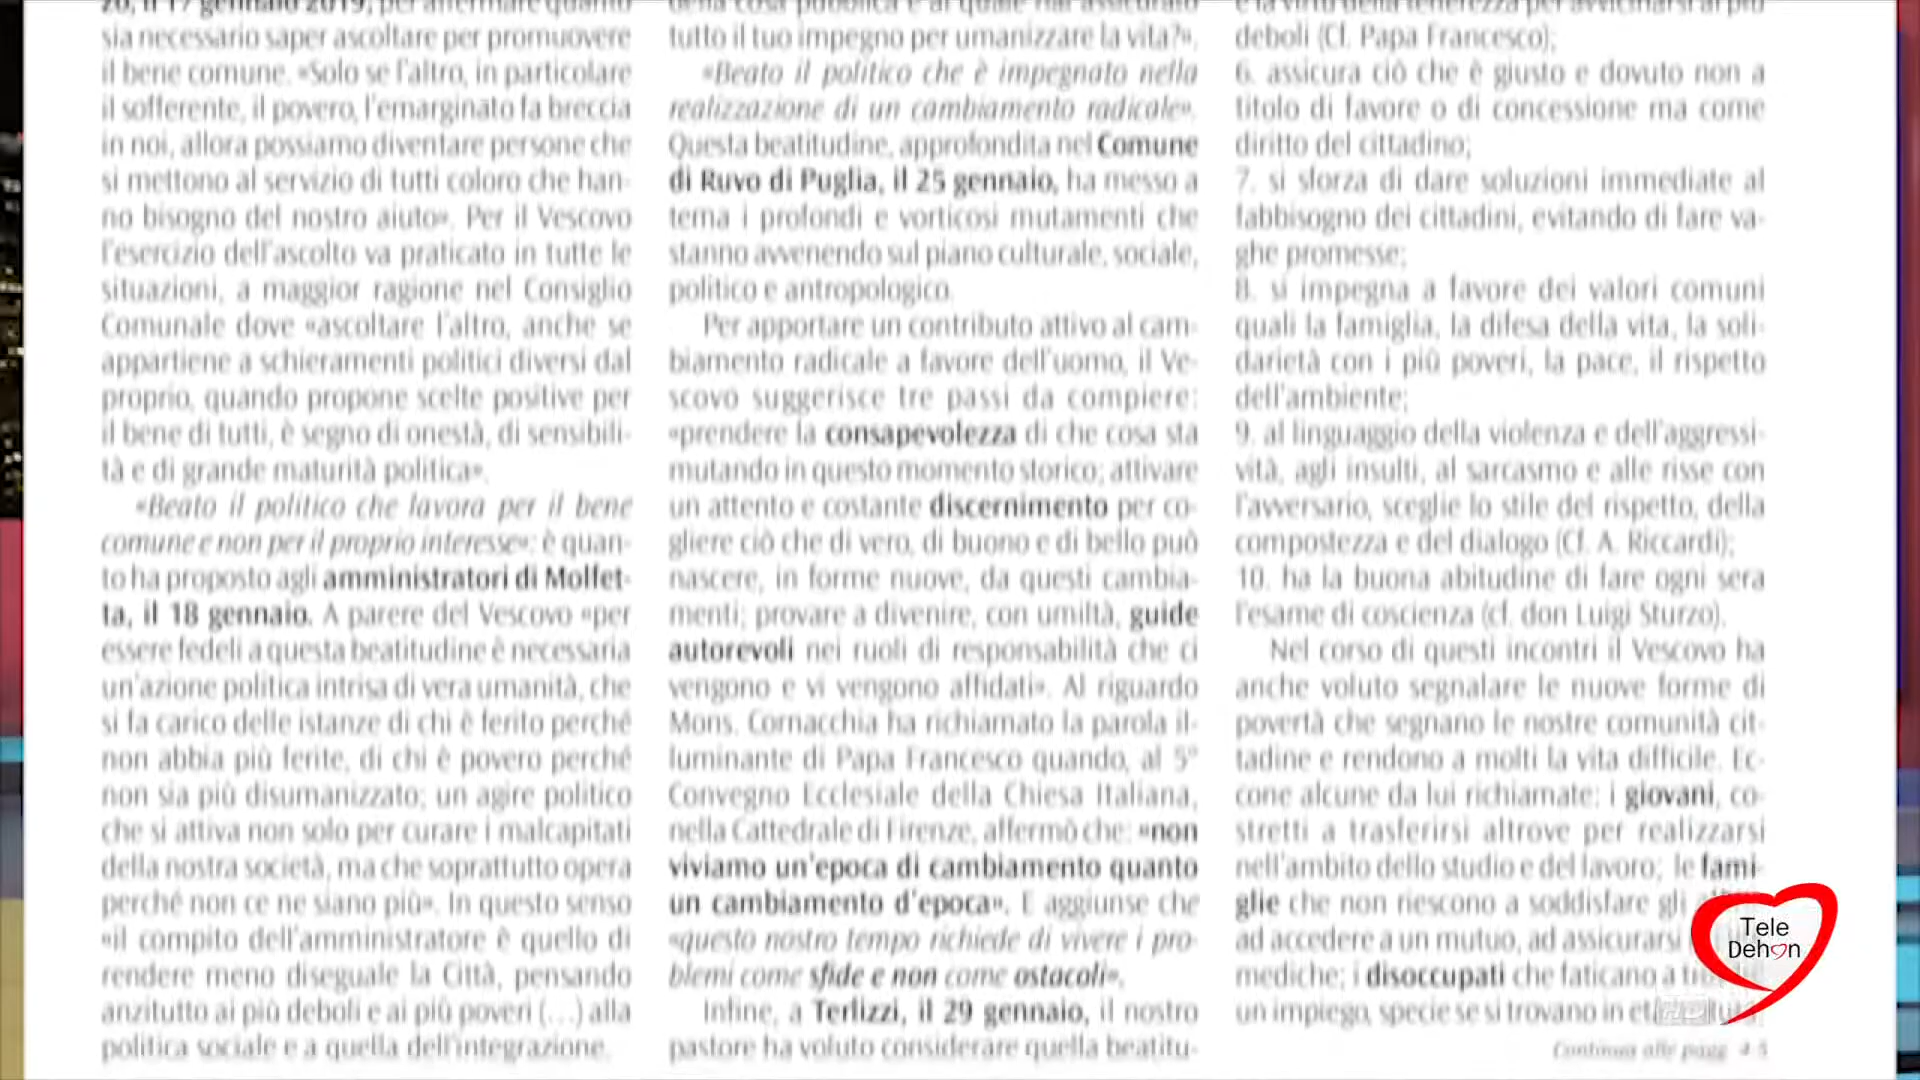 zo, il 17 gennaio 2019, per affermare quanto
sia necessario saper ascoltare per promuovere
il bene comune. «Solo se l'altro, in particolare
il sofferente, il povero, l'emarginato fa breccia
in noi, allora possiamo diventare persone che
si mettono al servizio di tutti coloro che han-
no bisogno del nostro aiuto». Per il Vescovo
l'esercizio dell'ascolto va praticato in tutte le
situazioni, a maggior ragione nel Consiglio
Comunale dove «ascoltare l'altro, anche se
appartiene a schieramenti politici diversi dal
proprio, quando propone scelte positive per
il bene di tutti, è segno di onestà, di sensibili-
tà e di grande maturità politica».
«Beato il politico che lavora per il bene
comune e non per il proprio interesse»: è quan-
to ha proposto agli amministratori di Molfet-
ta, il 18 gennaio. A parere del Vescovo «per
essere fedeli a questa beatitudine è necessaria
un'azione politica intrisa di vera umanità, che
si fa carico delle istanze di chi è ferito perché
non abbia più ferite, di chi è povero perché
non sia più disumanizzato; un agire politico
che si attiva non solo per curare i malcapitati
della nostra società, ma che soprattutto opera
perché non ce ne siano più». In questo senso
«il compito dell'amministratore è quello di
rendere meno diseguale la Città, pensando
anzitutto ai più deboli e ai più poveri (…) alla
politica sociale e a quella dell'integrazione.
della cosa pubblica e al quale hai assicurato
tutto il tuo impegno per umanizzare la vita?».
«Beato il politico che è impegnato nella
realizzazione di un cambiamento radicale».
Questa beatitudine, approfondita nel Comune
di Ruvo di Puglia, il 25 gennaio, ha messo a
tema i profondi e vorticosi mutamenti che
stanno avvenendo sul piano culturale, sociale,
politico e antropologico.
Per apportare un contributo attivo al cam-
biamento radicale a favore dell'uomo, il Ve-
scovo suggerisce tre passi da compiere:
«prendere la consapevolezza di che cosa sta
mutando in questo momento storico; attivare
un attento e costante discernimento per co-
gliere ciò che di vero, di buono e di bello può
nascere, in forme nuove, da questi cambia-
menti; provare a divenire, con umiltà, guide
autorevoli nei ruoli di responsabilità che ci
vengono e vi vengono affidati». Al riguardo
Mons. Cornacchia ha richiamato la parola il-
luminante di Papa Francesco quando, al 5°
Convegno Ecclesiale della Chiesa Italiana,
nella Cattedrale di Firenze, affermò che: «non
viviamo un'epoca di cambiamento quanto
un cambiamento d'epoca». E aggiunse che
«questo nostro tempo richiede di vivere i pro-
blemi come sfide e non come ostacoli».
Infine, a Terlizzi, il 29 gennaio, il nostro
pastore ha voluto considerare quella beatitu-
e la virtù della tenerezza per avvicinarsi ai più
deboli (Cf. Papa Francesco);
6. assicura ciò che è giusto e dovuto non a
titolo di favore o di concessione ma come
diritto del cittadino;
7. si sforza di dare soluzioni immediate al
fabbisogno dei cittadini, evitando di fare va-
ghe promesse;
8. si impegna a favore dei valori comuni
quali la famiglia, la difesa della vita, la soli-
darietà con i più poveri, la pace, il rispetto
dell'ambiente;
9. al linguaggio della violenza e dell'aggressi-
vità, agli insulti, al sarcasmo e alle risse con
l'avversario, sceglie lo stile del rispetto, della
compostezza e del dialogo (Cf. A. Riccardi);
10. ha la buona abitudine di fare ogni sera
l'esame di coscienza (cf. don Luigi Sturzo).
Nel corso di questi incontri il Vescovo ha
anche voluto segnalare le nuove forme di
povertà che segnano le nostre comunità cit-
tadine e rendono a molti la vita difficile. Ec-
cone alcune da lui richiamate: i giovani, co-
stretti a trasferirsi altrove per realizzarsi
nell'ambito dello studio e del lavoro; le fami-
glie che non riescono a soddisfare gli
ad accedere a un mutuo, ad assicurarsi
mediche; i disoccupati che faticano a
un impiego, specie se si trovano in
Continua alle pagg. 4-5
Tele
Dehon
HD